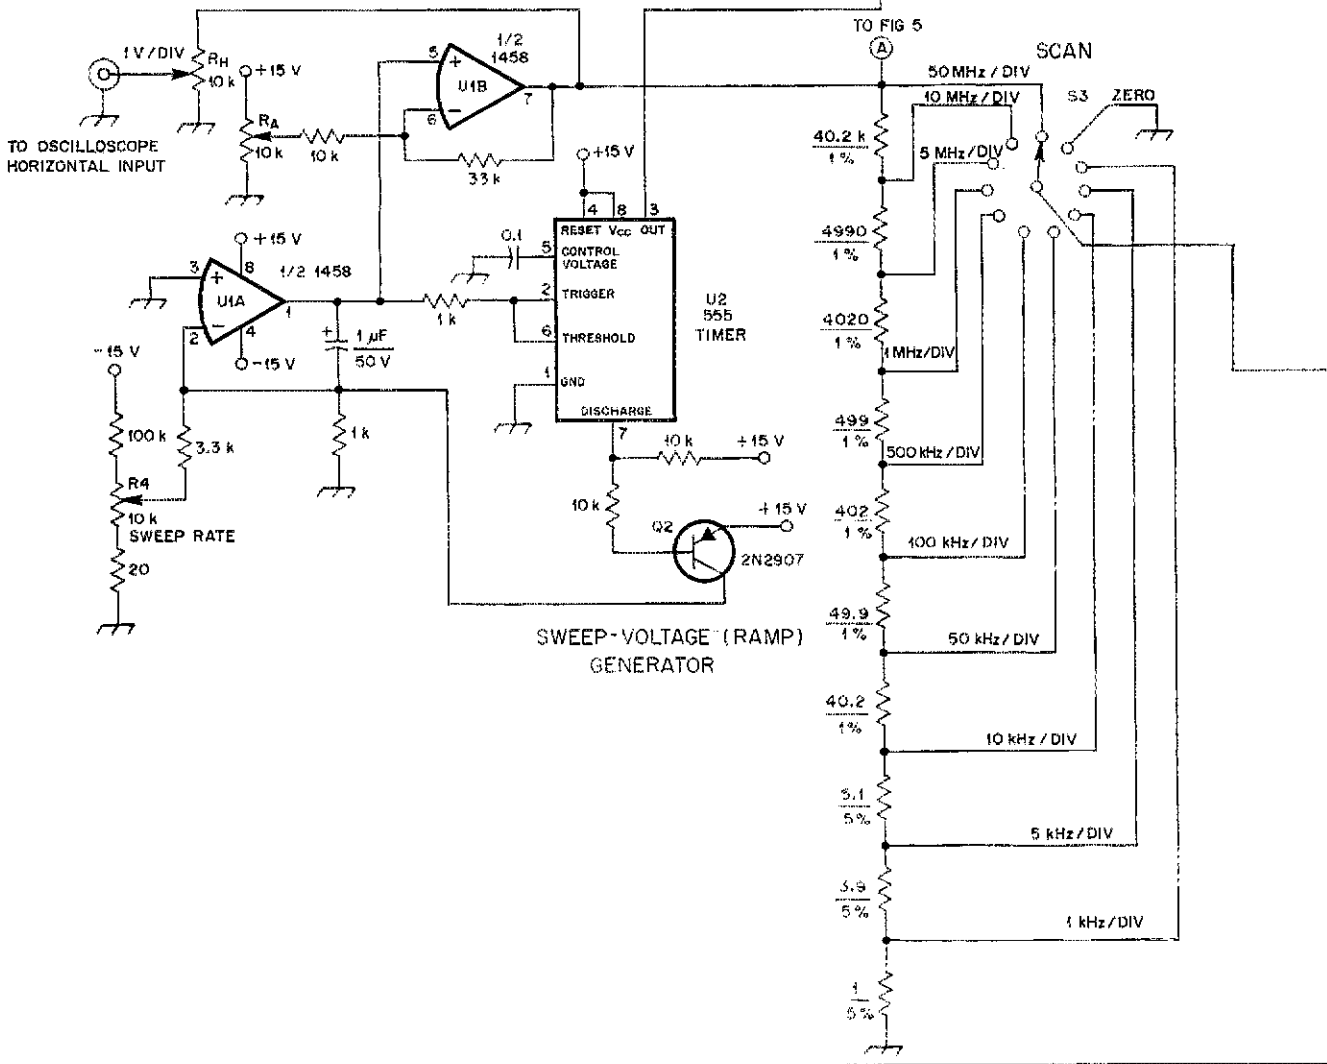 TO FIG 5
A
SCAN
1 V/DIV
RH
10 k
+15 V
1/2
1458
5
+
U1B
7
−
6
50 MHz / DIV
10 MHz / DIV
S3
ZERO
TO OSCILLOSCOPE
HORIZONTAL INPUT
RA
10 k
10 k
33 k
+15 V
40.2 k
1%
5 MHz / DIV
4
8
3
RESET VCC OUT
0.1
5
CONTROL
VOLTAGE
4990
1%
+15 V
3
+
8
1/2 1458
U1A
1
−
4
2
-15 V
-15 V
1 k
2
TRIGGER
U2
555
TIMER
+
1 µF
50 V
6
THRESHOLD
4020
1%
1 MHz/DIV
1
GND
DISCHARGE
7
100 k
3.3 k
1 k
10 k
+15 V
499
1%
500 kHz / DIV
R4
10 k
SWEEP RATE
10 k
Q2
+15 V
2N2907
402
1%
100 kHz / DIV
20
SWEEP-VOLTAGE (RAMP)
GENERATOR
49.9
1%
50 kHz / DIV
40.2
1%
10 kHz / DIV
5%
5 kHz / DIV
3.9
5%
1 kHz / DIV
1
5%